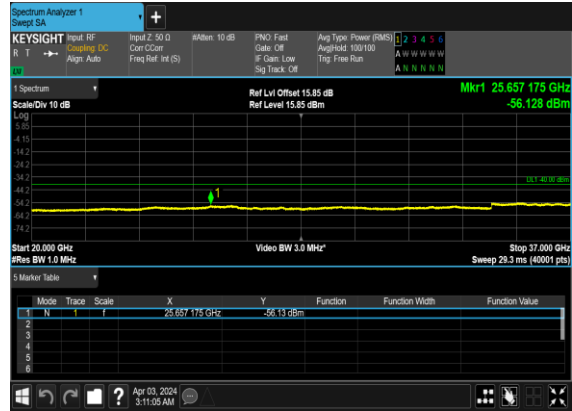 Spectrum Analyzer 1
Swept SA
+
KEYSIGHT
R T
Input: RF
Coupling: DC
Align: Auto
Input Z: 50 Ω
Corr CCorr
Freq Ref: Int (S)
#Atten: 10 dB
PNO: Fast
Gate: Off
IF Gain: Low
Sig Track: Off
Avg Type: Power (RMS)
Avg|Hold: 100/100
Trig: Free Run
1 2 3 4 5 6
A W W W W W
A N N N N N
1 Spectrum
Scale/Div 10 dB
Ref Lvl Offset 15.85 dB
Ref Level 15.85 dBm
Mkr1 25.657 175 GHz
-56.128 dBm
Log
5.85
-4.15
-14.2
-24.2
-34.2
-44.2
-54.2
-64.2
-74.2
1
DL1 -40.00 dBm
Start 20.000 GHz
#Res BW 1.0 MHz
Video BW 3.0 MHz*
Stop 37.000 GHz
Sweep 29.3 ms (40001 pts)
5 Marker Table
Mode Trace Scale X Y Function Function Width Function Value
1 N 1 f 25.657 175 GHz -56.13 dBm
2
3
4
5
6
?
Apr 03, 2024
3:11:05 AM